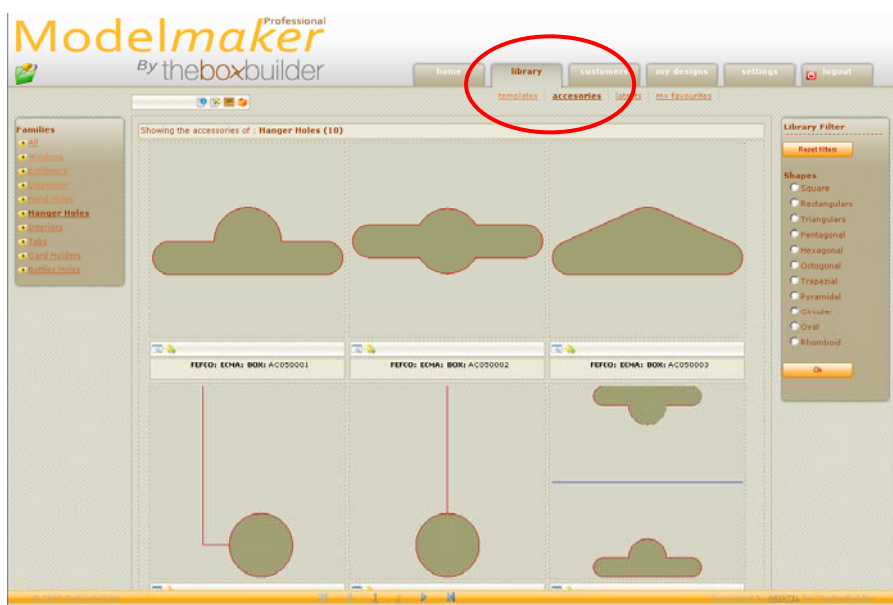 Professional
Modelmaker
By theboxbuilder
home
library
customers
my designs
settings
logout
templates
accesories
latests
my favourites
Families
All
Windows
Exhibitors
Dispenser
Hand Holes
Hanger Holes
Interiors
Tabs
Card Holders
Bottles Holes
Showing the accessories of : Hanger Holes (10)
FEFCO: ECMA: BOX: AC050001
FEFCO: ECMA: BOX: AC050002
FEFCO: ECMA: BOX: AC050003
Library Filter
Reset filters
Shapes
Square
Rectangulars
Triangulars
Pentagonal
Hexagonal
Octogonal
Trapezial
Pyramidal
Circular
Oval
Rhomboid
Ok
1 2